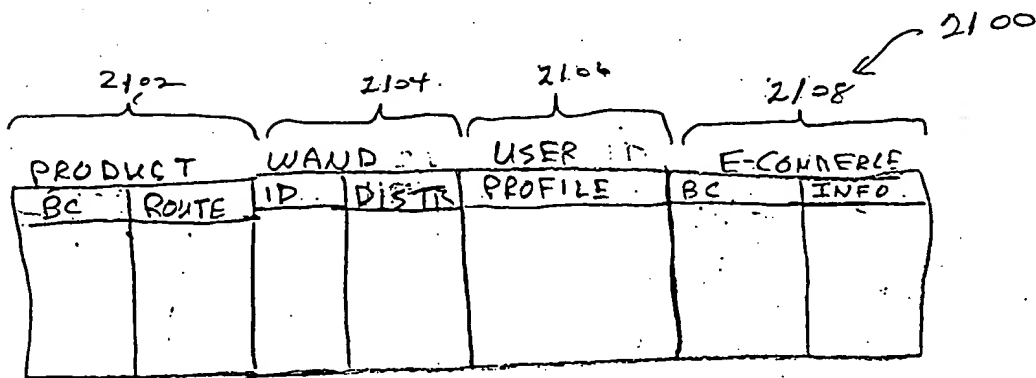 2100
2102 2104 2106 2108
PRODUCT WAND USER E-COMMERCE
BC ROUTE ID DISTR PROFILE BC INFO